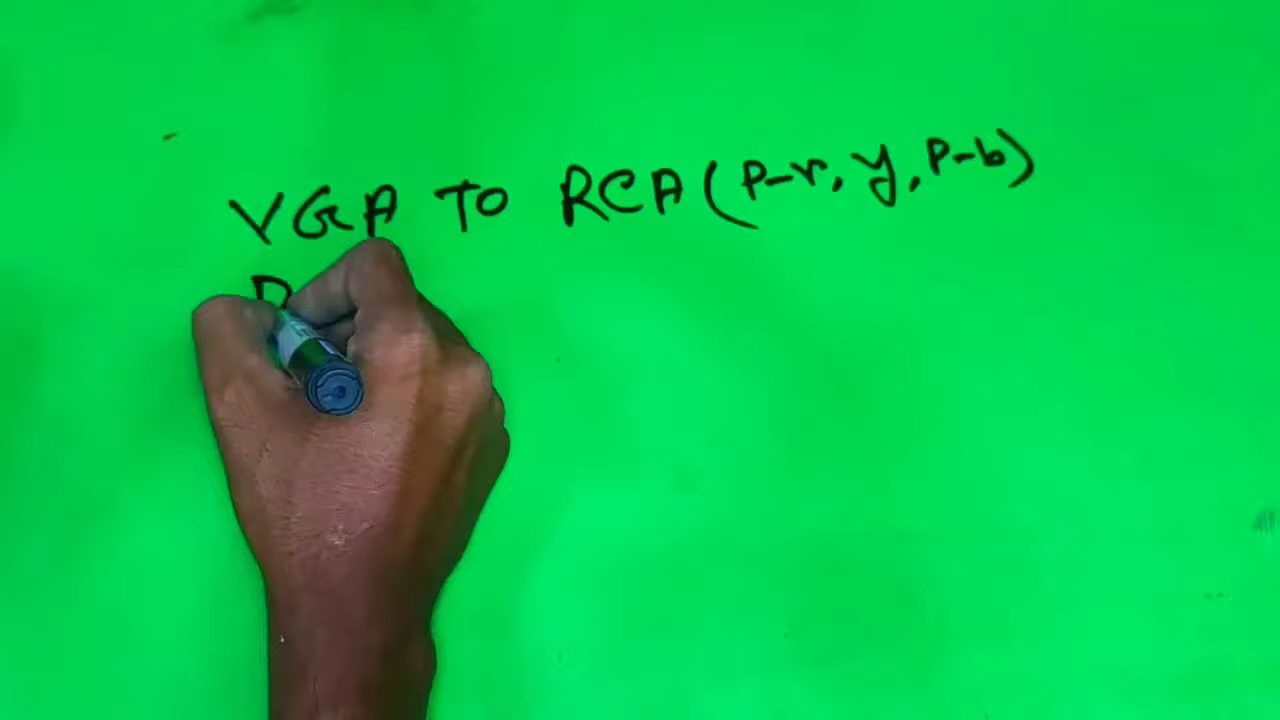 VGA TO RCA (P-r, y, P-b)